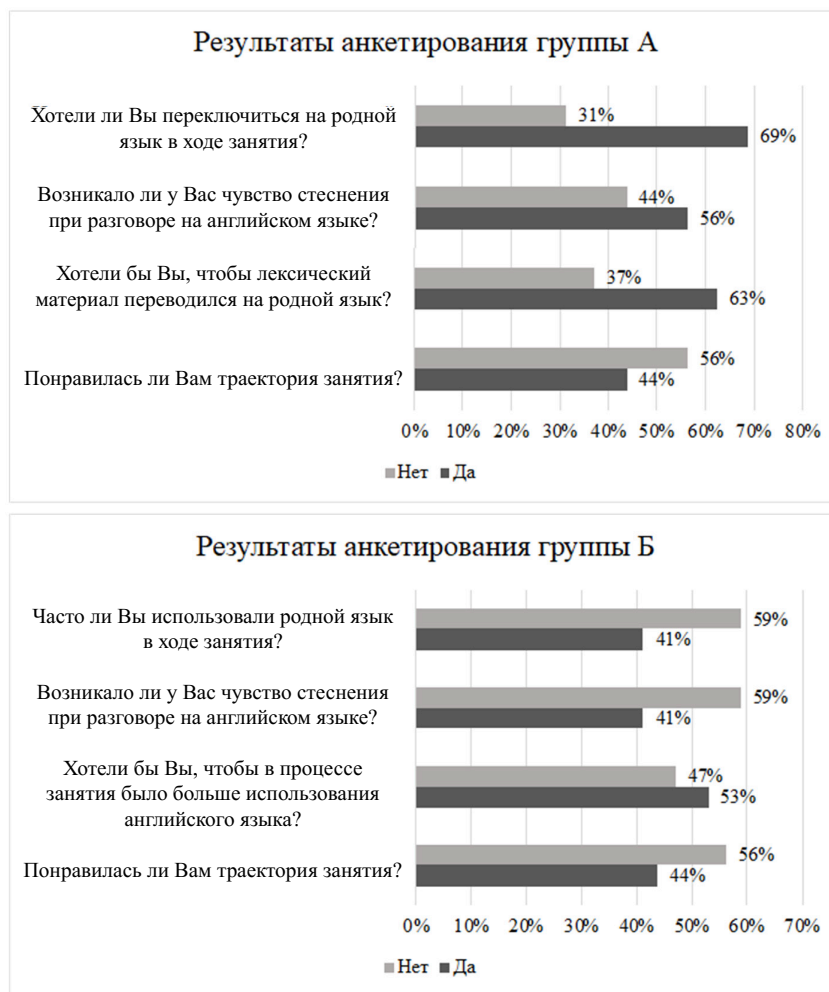 Результаты анкетирования группы А
Хотели ли Вы переключиться на родной
язык в ходе занятия?
31%
69%
Возникало ли у Вас чувство стеснения
при разговоре на английском языке?
44%
56%
Хотели бы Вы, чтобы лексический
материал переводился на родной язык?
37%
63%
Понравилась ли Вам траектория занятия?
56%
44%
0% 10% 20% 30% 40% 50% 60% 70% 80%
Нет Да
Результаты анкетирования группы Б
Часто ли Вы использовали родной язык
в ходе занятия?
59%
41%
Возникало ли у Вас чувство стеснения
при разговоре на английском языке?
59%
41%
Хотели бы Вы, чтобы в процессе
занятия было больше использования
английского языка?
47%
53%
Понравилась ли Вам траектория занятия?
56%
44%
0% 10% 20% 30% 40% 50% 60% 70%
Нет Да